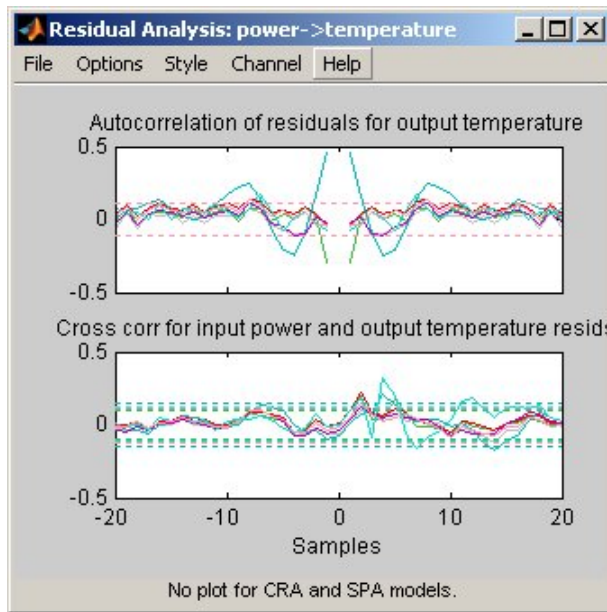 Residual Analysis: power->temperature
File Options Style Channel Help
Autocorrelation of residuals for output temperature
0.5
0
-0.5
Cross corr for input power and output temperature resids
0.5
0
-0.5
-20 -10 0 10 20
Samples
No plot for CRA and SPA models.